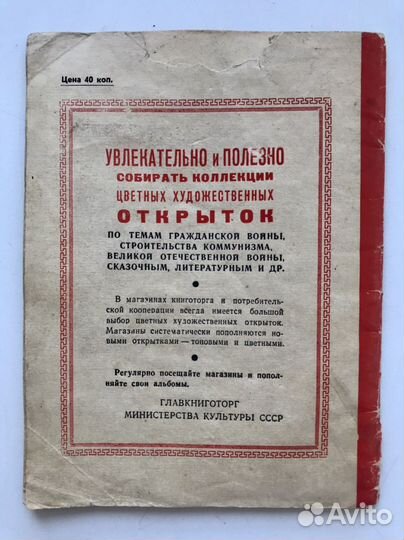 Цена 40 коп.
УВЛЕКАТЕЛЬНО и ПОЛЕЗНО
СОБИРАТЬ КОЛЛЕКЦИИ
ЦВЕТНЫХ ХУДОЖЕСТВЕННЫХ
ОТКРЫТОК
ПО ТЕМАМ ГРАЖДАНСКОЙ ВОЙНЫ,
СТРОИТЕЛЬСТВА КОММУНИЗМА,
ВЕЛИКОЙ ОТЕЧЕСТВЕННОЙ ВОЙНЫ,
СКАЗОЧНЫМ, ЛИТЕРАТУРНЫМ И ДР.
В магазинах книготорга и потребитель-
ской кооперации всегда имеется большой
выбор цветных художественных открыток.
Магазины систематически пополняются но-
выми открытками — тоновыми и цветными.
Регулярно посещайте магазины и попол-
няйте свои альбомы.
ГЛАВКНИГОТОРГ
МИНИСТЕРСТВА КУЛЬТУРЫ СССР
Avito